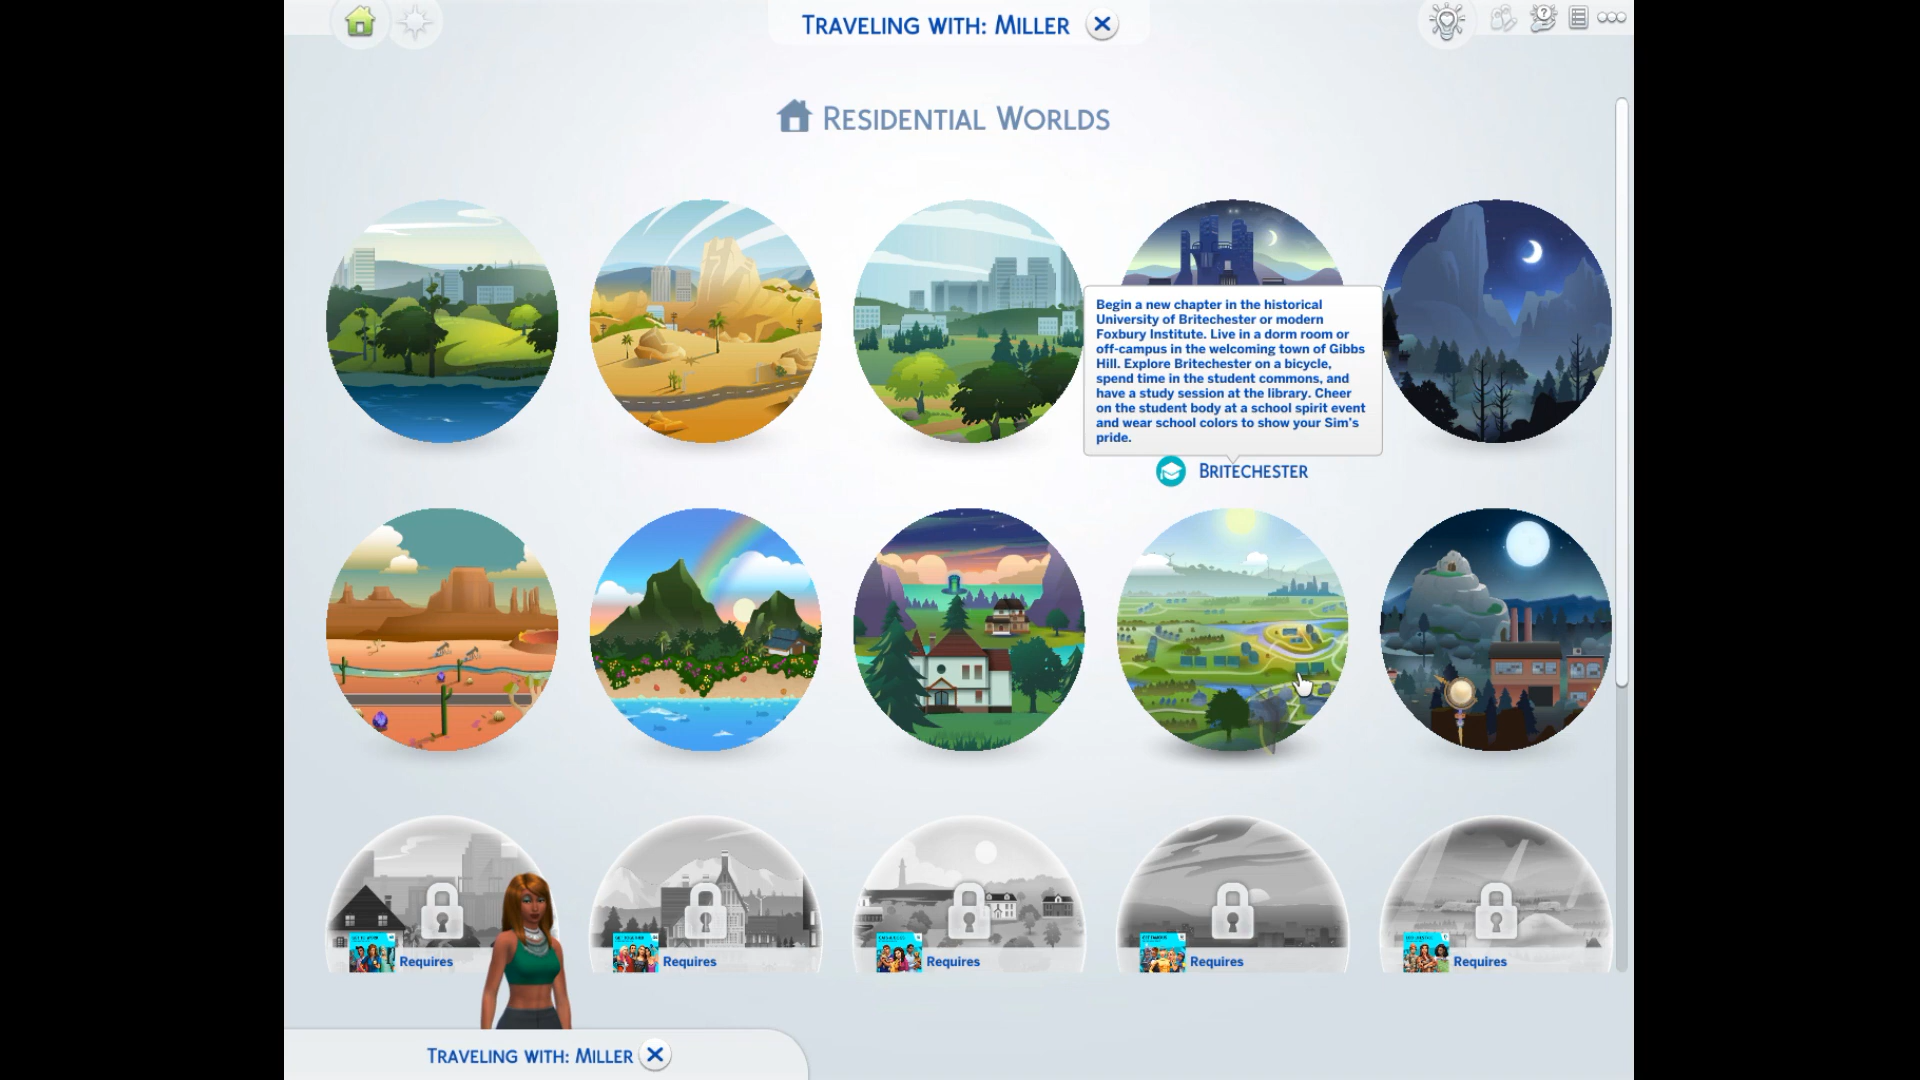 TRAVELING WITH: MILLER
RESIDENTIAL WORLDS
Begin a new chapter in the historical
University of Britechester or modern
Foxbury Institute. Live in a dorm room or
off-campus in the welcoming town of Gibbs
Hill. Explore Britechester on a bicycle,
spend time in the student commons, and
have a study session at the library. Cheer
on the student body at a school spirit event
and wear school colors to show your Sim's
pride.
BRITECHESTER
Requires
Requires
Requires
Requires
Requires
TRAVELING WITH: MILLER